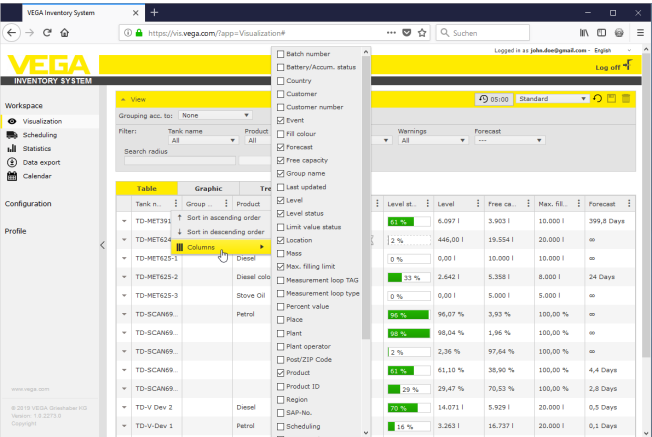 VEGA Inventory System
https://vis.vega.com/?app=Visualization#
Suchen
Logged in as john.doe@gmail.com - English
VEGA
INVENTORY SYSTEM
Log off
Workspace
Visualization
Scheduling
Statistics
Data export
Calendar
Configuration
Profile
www.vega.com
© 2019 VEGA Grieshaber KG
Version: 1.0.2273.0
Copyright
View
05:00 Standard
Grouping acc. to: None
Filter: Tank name Product Warnings Forecast
All All All ---
Search radius
Table Graphic Tre
Tank n... Group ... Product Level st... Level Free ca... Max. fill... Forecast
Sort in ascending order
Sort in descending order
Columns
Batch number
Battery/Accum. status
Country
Customer
Customer number
Event
Fill colour
Forecast
Free capacity
Group name
Last updated
Level
Level status
Limit value status
Location
Mass
Max. filling limit
Measurement loop TAG
Measurement loop type
Percent value
Place
Plant
Plant operator
Post/ZIP Code
Product
Product ID
Region
SAP-No.
Scheduling
TD-MET391 61 % 6.097 l 3.903 l 10.000 l 399,8 Days
TD-MET624 2 % 446,00 l 19.554 l 20.000 l ∞
TD-MET625-1 Diesel 0 % 0,00 l 10.000 l 10.000 l ∞
TD-MET625-2 Diesel colo 33 % 2.642 l 5.358 l 8.000 l 24 Days
TD-MET625-3 Stove Oil 0 % 0,00 l 5.000 l 5.000 l ∞
TD-SCAN69... Petrol 96 % 96,07 % 3,93 % 100,00 % ∞
TD-SCAN69... 98 % 98,04 % 1,96 % 100,00 % ∞
TD-SCAN69... 2 % 2,36 % 97,64 % 100,00 % ∞
TD-SCAN69... 61 % 61,10 % 38,90 % 100,00 % 4,4 Days
TD-SCAN69... 29 % 29,47 % 70,53 % 100,00 % 2,8 Days
TD-V Dev 2 Diesel 70 % 14.071 l 5.929 l 20.000 l 0,5 Days
TD-V-Dev 1 Petrol 16 % 3.263 l 16.737 l 20.000 l 0,1 Days